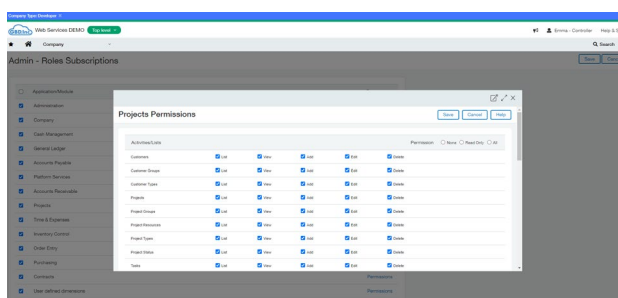 Company Type: Developer
GBD Inc Web Services DEMO Top level
Emma - Controller Help & S
Company
Search
Admin - Roles Subscriptions
Save
Application/Module
Administration
Company
Cash Management
General Ledger
Accounts Payable
Platform Services
Accounts Receivable
Projects
Time & Expenses
Inventory Control
Order Entry
Purchasing
Contracts Permissions
User defined dimensions Permissions
Projects Permissions
Save Cancel Help
Activities/Lists Permission None Read Only All
Customers List View Add Edit Delete
Customer Groups List View Add Edit Delete
Customer Types List View Add Edit Delete
Projects List View Add Edit Delete
Project Groups List View Add Edit Delete
Project Resources List View Add Edit Delete
Project Types List View Add Edit Delete
Project Status List View Add Edit Delete
Tasks List View Add Edit Delete